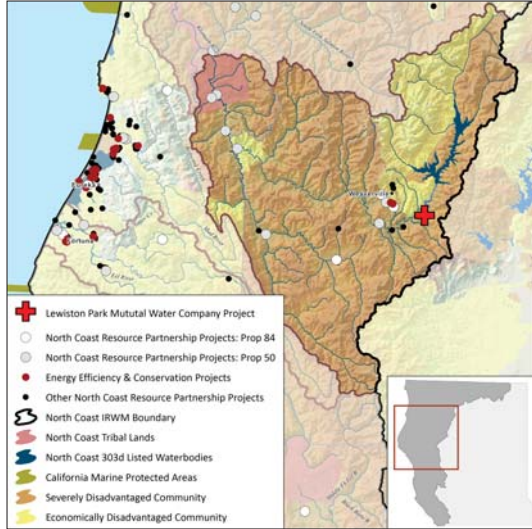 Weaverville
Eureka
Fortuna
Eel River
Lewiston Park Mututal Water Company Project
North Coast Resource Partnership Projects: Prop 84
North Coast Resource Partnership Projects: Prop 50
Energy Efficiency & Conservation Projects
Other North Coast Resource Partnership Projects
North Coast IRWM Boundary
North Coast Tribal Lands
North Coast 303d Listed Waterbodies
California Marine Protected Areas
Severely Disadvantaged Community
Economically Disadvantaged Community